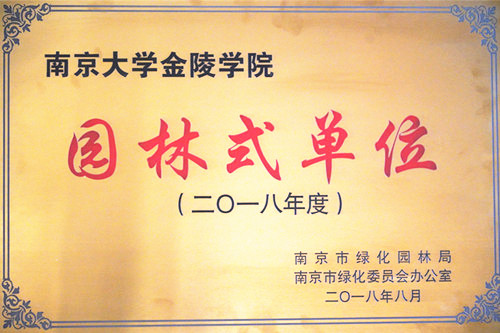 南京大学金陵学院
园林式单位
（二〇一八年度）
南京市绿化园林局
南京市绿化委员会办公室
二〇一八年八月